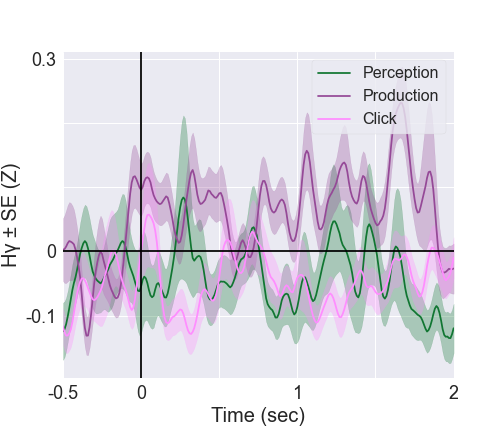 Perception
Production
Click
0.3
0
-0.1
Hγ ± SE (Z)
-0.5
0
1
2
Time (sec)